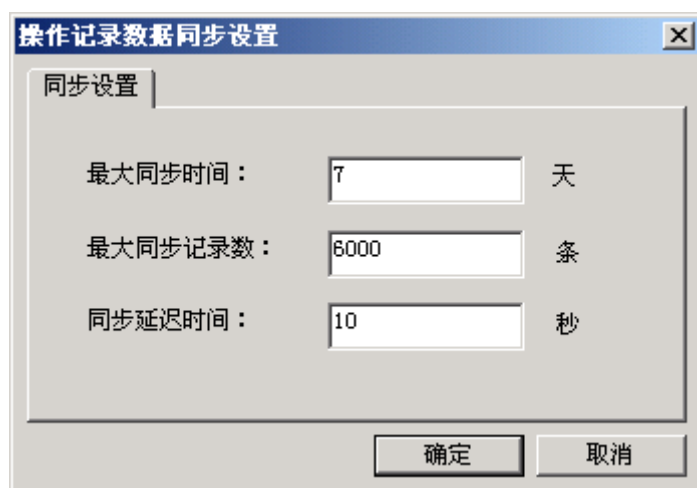 操作记录数据同步设置
同步设置
最大同步时间： 7 天
最大同步记录数： 6000 条
同步延迟时间： 10 秒
确定 取消